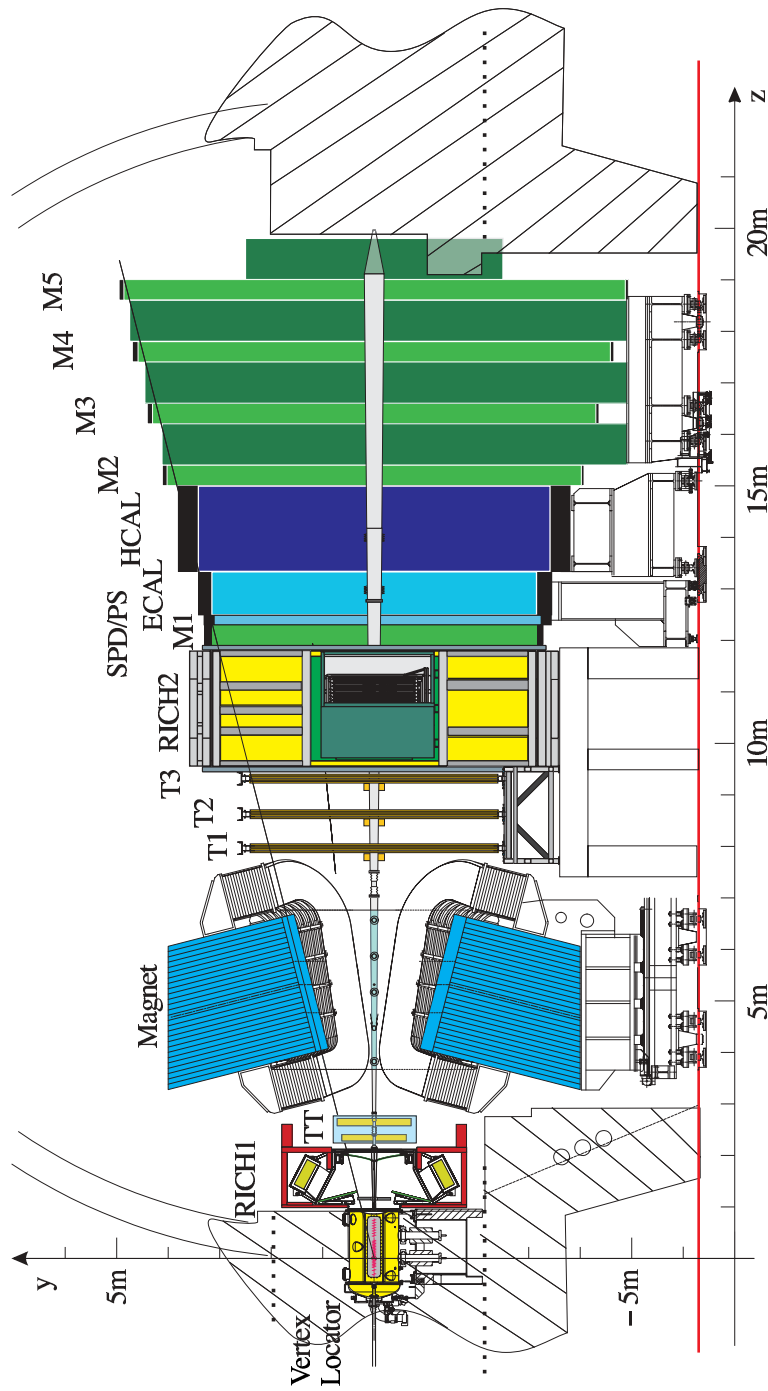 y
5m
− 5m
Vertex
Locator
RICH1
TT
Magnet
T1
T2
T3
RICH2
M1
SPD/PS
ECAL
HCAL
M2
M3
M4
M5
5m
10m
15m
20m
z